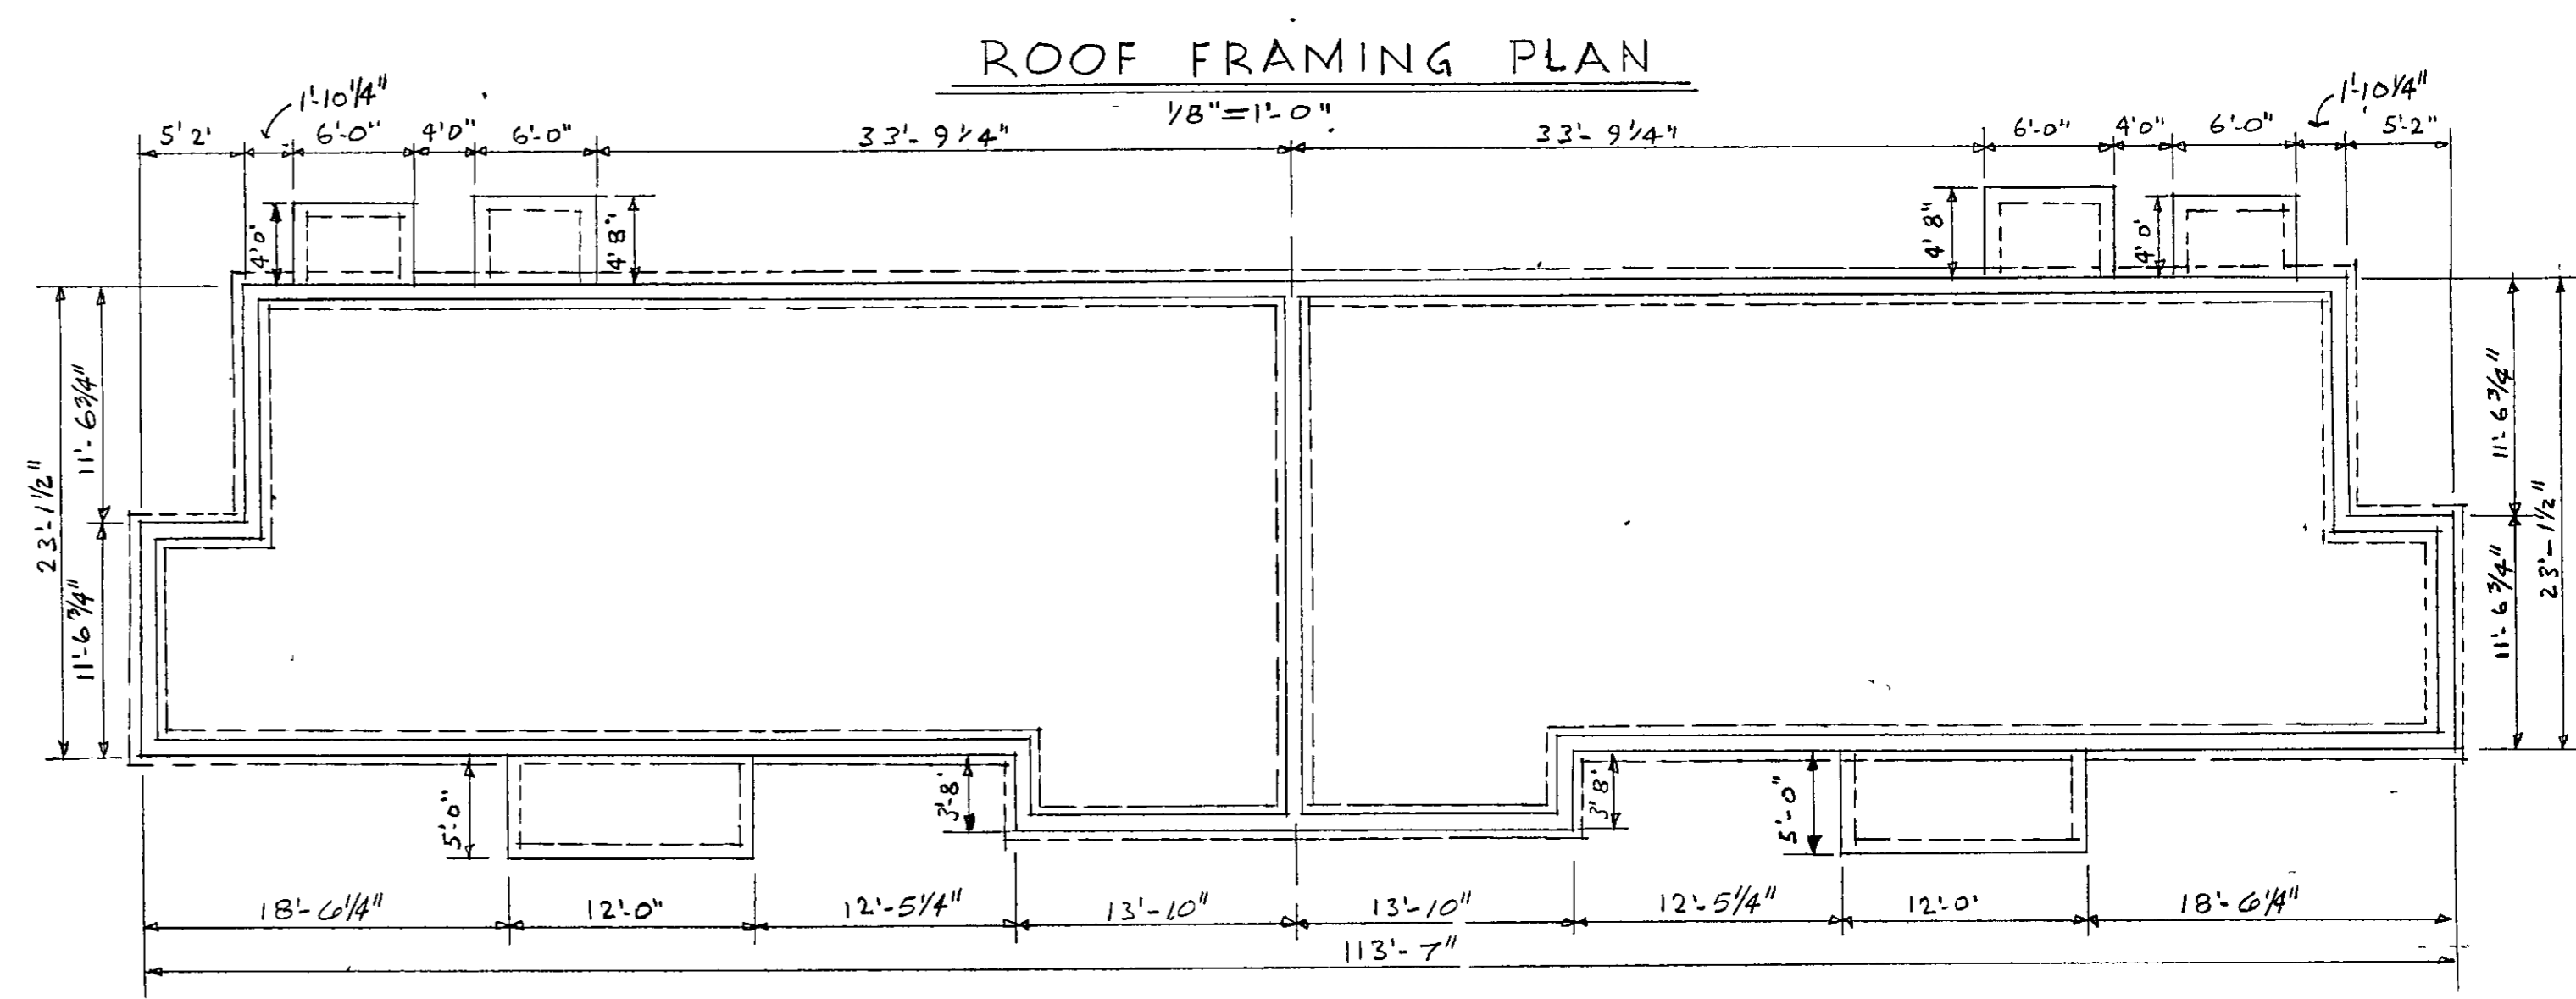 ROOF FRAMING PLAN
1/8"=1'-0"
1'-10 1/4"
1'-10 1/4"
5'2' 6'-0" 4'0" 6'-0" 33'-9 1/4" 33'-9 1/4" 6'-0" 4'0" 6'-0" 5'-2"
4'0' 4'8" 4'8" 4'0'
23'-1 1/2" 11'-6 3/4" 11'-6 3/4" 11'-6 3/4" 11'-6 3/4" 23'-1 1/2"
5'-0" 3'-8' 3'8' 5'-0"
18'-6 1/4" 12'-0" 12'-5 1/4" 13'-10" 13'-10" 12'-5 1/4" 12'-0' 18'-6 1/4"
113'-7"